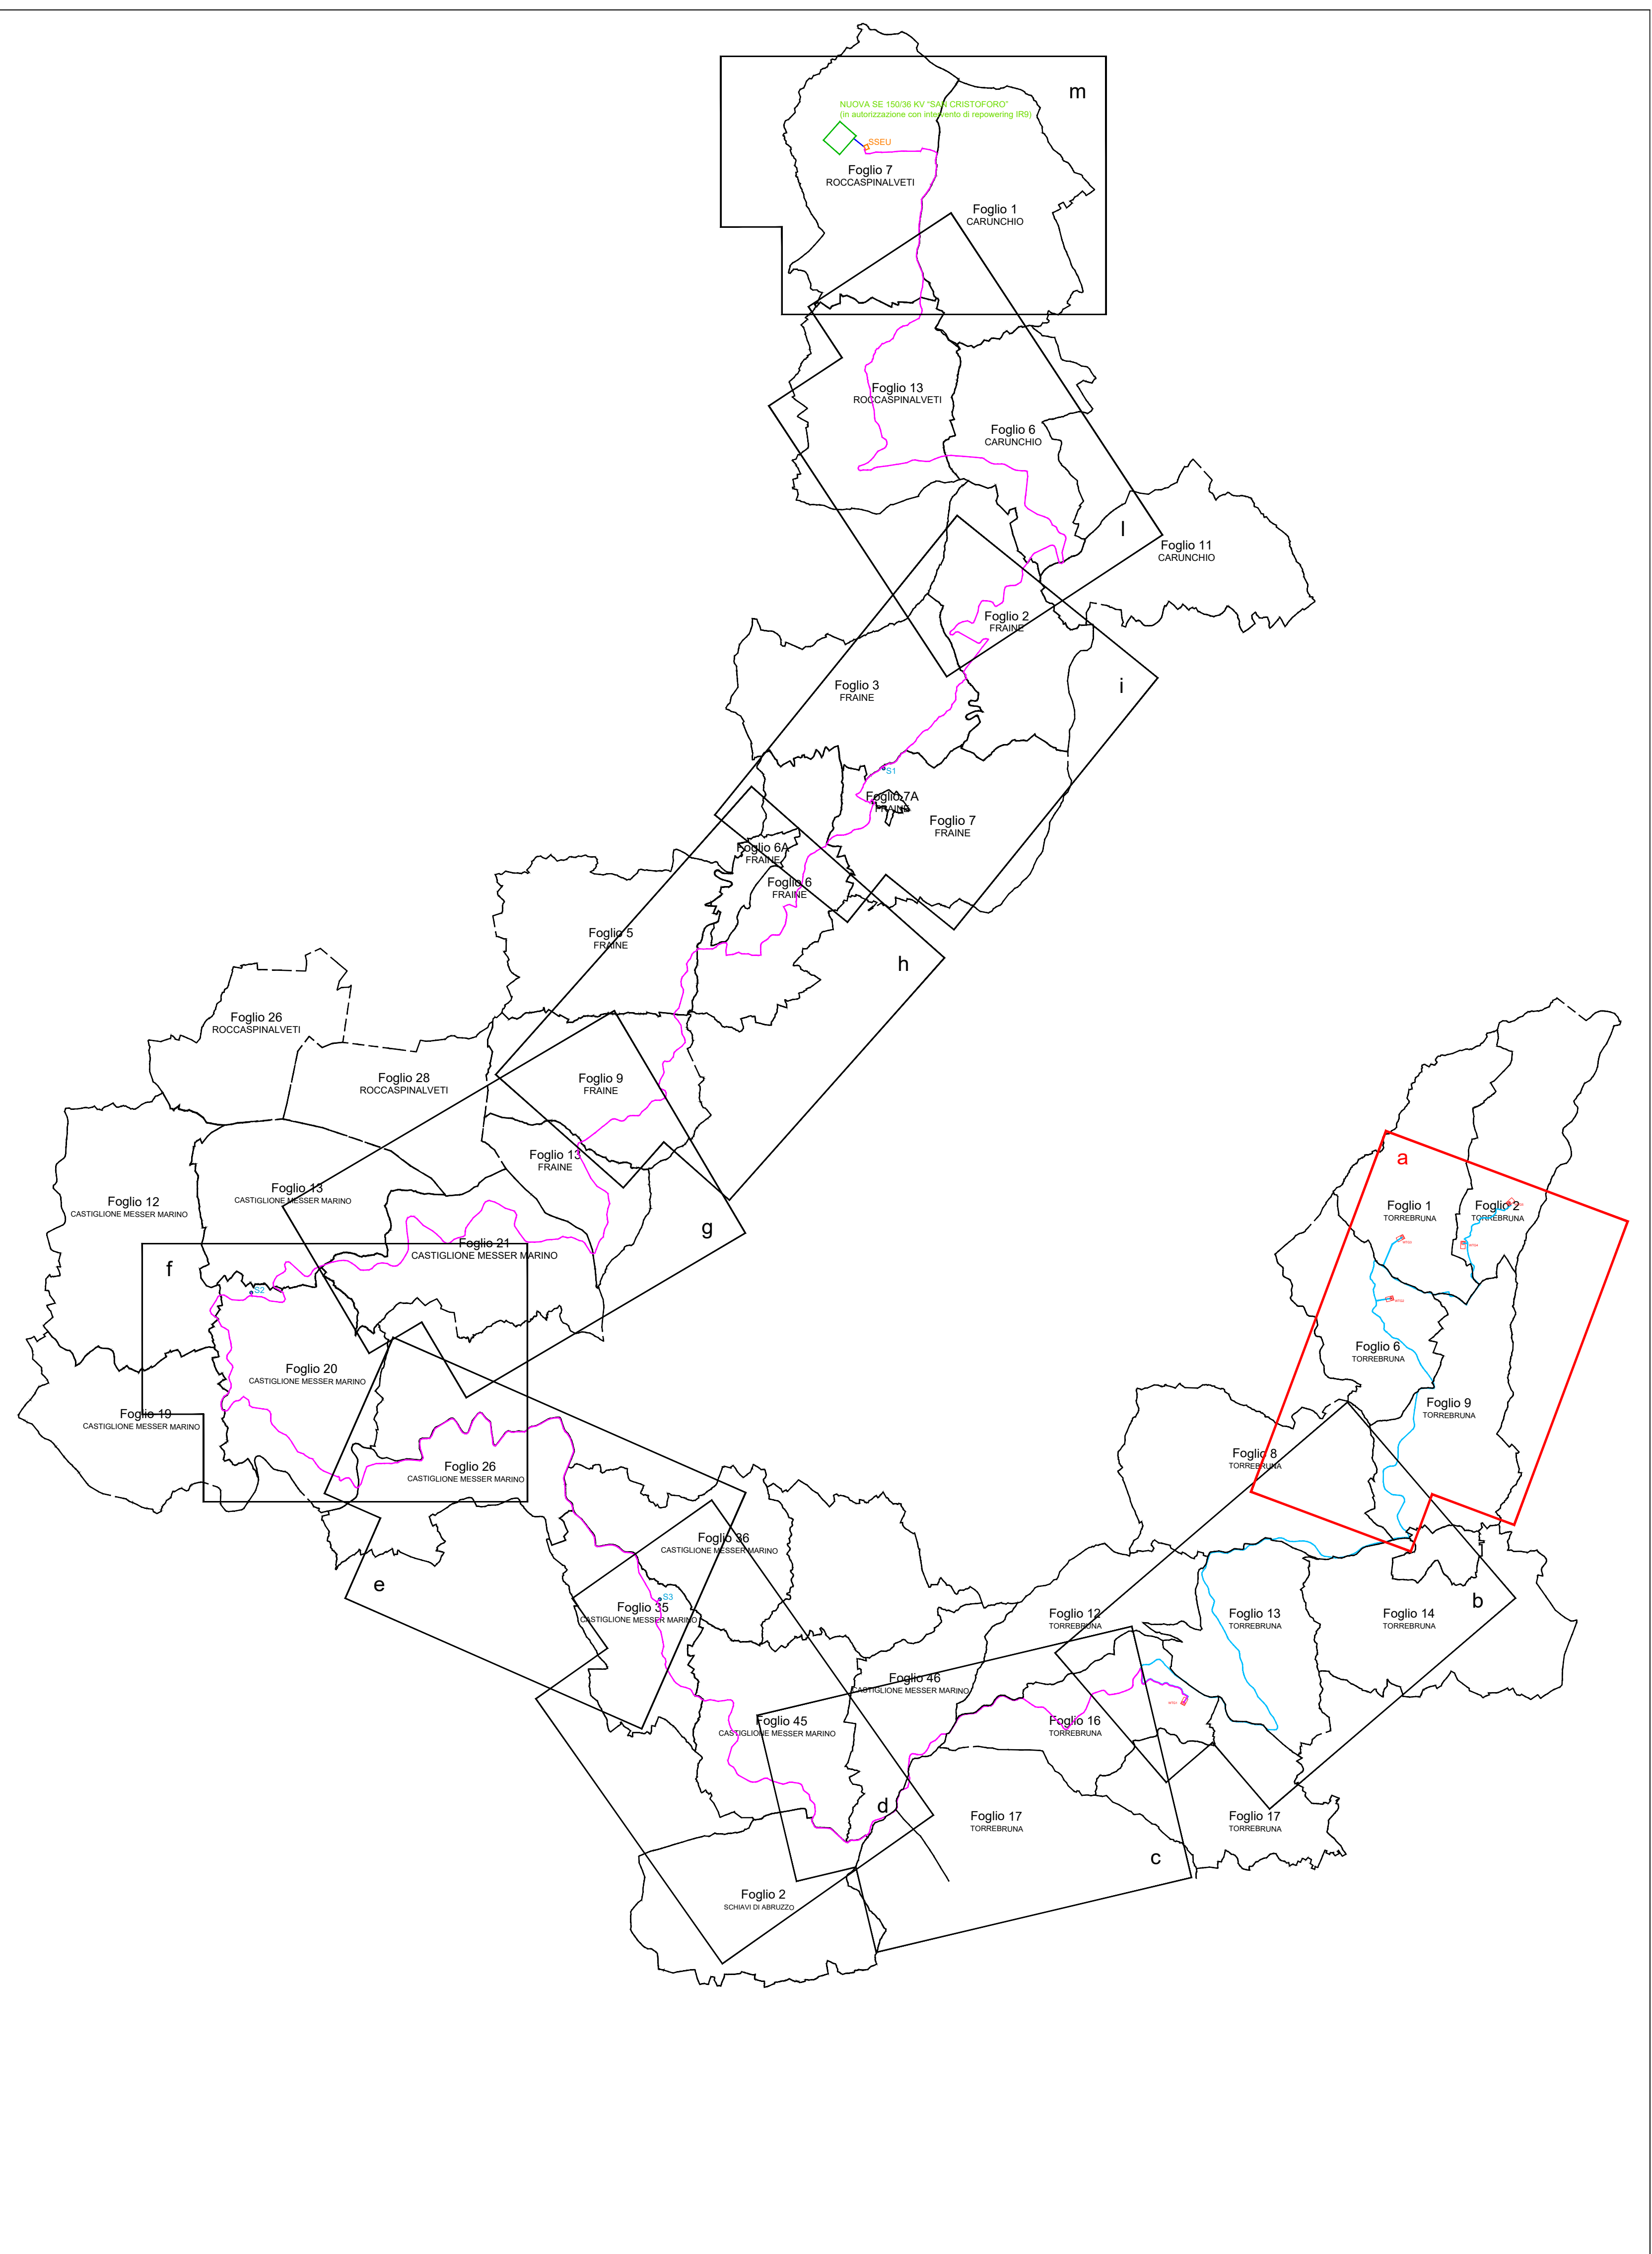 m
NUOVA SE 150/36 KV "SAN CRISTOFORO"
(in autorizzazione con intervento di repowering IR9)
SSEU
Foglio 7
ROCCASPINALVETI
Foglio 1
CARUNCHIO
Foglio 13
ROCCASPINALVETI
Foglio 6
CARUNCHIO
l
Foglio 11
CARUNCHIO
Foglio 2
FRAINE
Foglio 3
FRAINE
i
S1
Foglio 7A
FRAINE
Foglio 7
FRAINE
Foglio 6A
FRAINE
Foglio 6
FRAINE
Foglio 5
FRAINE
h
Foglio 26
ROCCASPINALVETI
Foglio 28
ROCCASPINALVETI
Foglio 9
FRAINE
Foglio 13
FRAINE
a
Foglio 13
CASTIGLIONE MESSER MARINO
Foglio 12
CASTIGLIONE MESSER MARINO
Foglio 1
TORREBRUNA
Foglio 2
TORREBRUNA
g
Foglio 21
CASTIGLIONE MESSER MARINO
f
S2
Foglio 6
TORREBRUNA
Foglio 20
CASTIGLIONE MESSER MARINO
Foglio 9
TORREBRUNA
Foglio 19
CASTIGLIONE MESSER MARINO
Foglio 8
TORREBRUNA
Foglio 26
CASTIGLIONE MESSER MARINO
Foglio 36
CASTIGLIONE MESSER MARINO
e
S3
Foglio 35
CASTIGLIONE MESSER MARINO
b
Foglio 12
TORREBRUNA
Foglio 13
TORREBRUNA
Foglio 14
TORREBRUNA
Foglio 46
CASTIGLIONE MESSER MARINO
Foglio 45
CASTIGLIONE MESSER MARINO
Foglio 16
TORREBRUNA
d
Foglio 17
TORREBRUNA
Foglio 17
TORREBRUNA
c
Foglio 2
SCHIAVI DI ABRUZZO